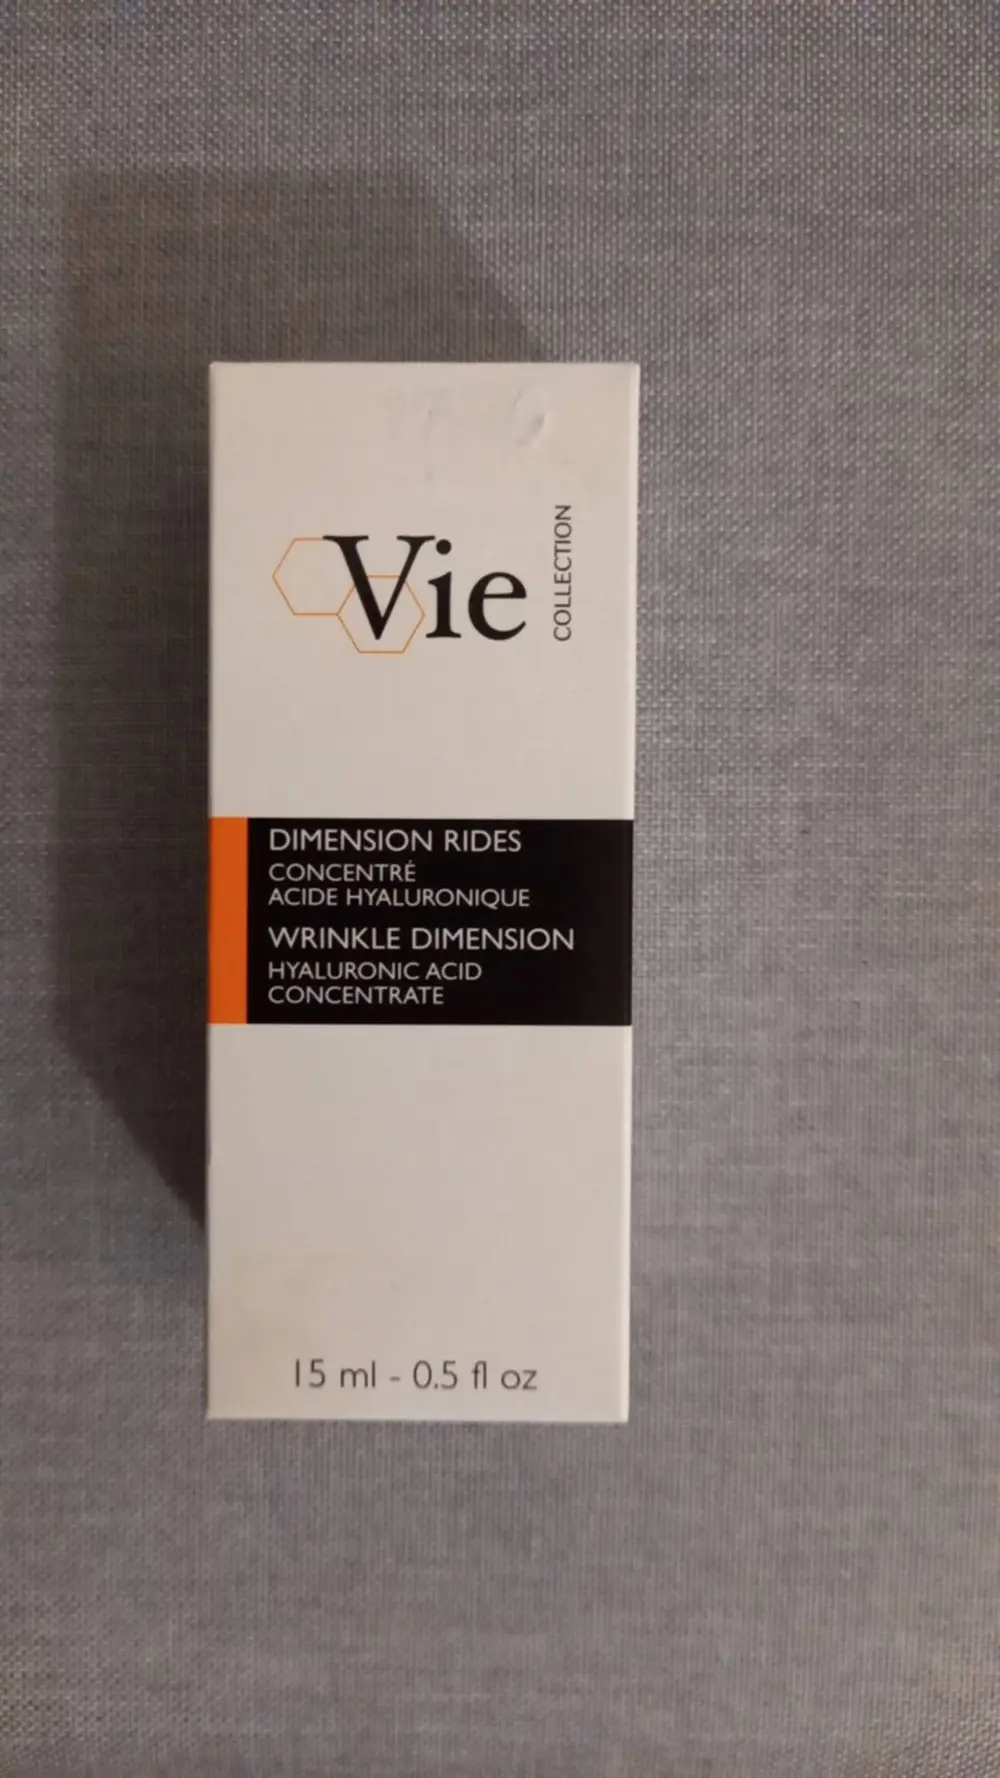 Vie
COLLECTION
DIMENSION RIDES
CONCENTRÉ
ACIDE HYALURONIQUE
WRINKLE DIMENSION
HYALURONIC ACID
CONCENTRATE
15 ml - 0.5 fl oz